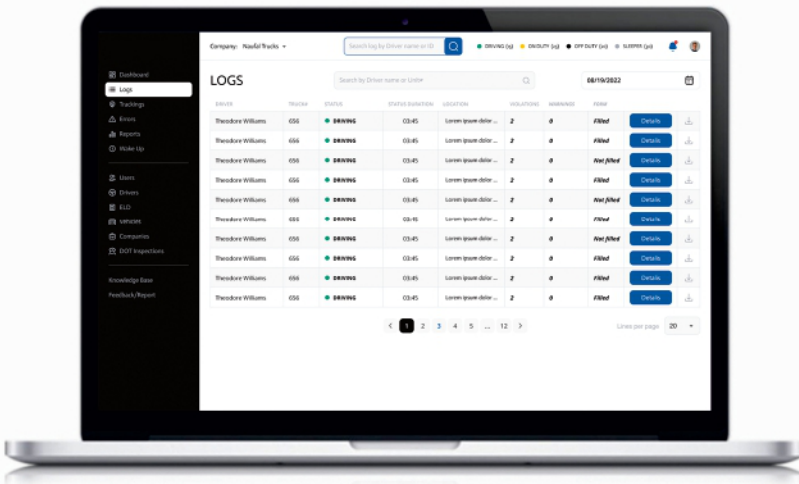 Company: Naufal Trucks
Search log by Driver name or ID
DRIVING
ON DUTY
OFF DUTY
SLEEPER
Dashboard
Logs
Trackings
Errors
Reports
Wake Up
Users
Drivers
ELD
Services
Companies
DOT Inspections
Knowledge Base
Feedback/Report
LOGS
Search by Driver name or Unit#
08/19/2022
DRIVER TRUCK# STATUS STATUS DURATION LOCATION VIOLATIONS WARNINGS FORM
Theodore Williams 656 DRIVING 03:45 Lorem ipsum dolor ... 2 0 Filled Details
Theodore Williams 656 DRIVING 03:45 Lorem ipsum dolor ... 2 0 Filled Details
Theodore Williams 656 DRIVING 03:45 Lorem ipsum dolor ... 2 0 Not filled Details
Theodore Williams 656 DRIVING 03:45 Lorem ipsum dolor ... 2 0 Filled Details
Theodore Williams 656 DRIVING 03:45 Lorem ipsum dolor ... 2 0 Not filled Details
Theodore Williams 656 DRIVING 03:45 Lorem ipsum dolor ... 2 0 Filled Details
Theodore Williams 656 DRIVING 03:45 Lorem ipsum dolor ... 2 0 Not filled Details
Theodore Williams 656 DRIVING 03:45 Lorem ipsum dolor ... 2 0 Filled Details
Theodore Williams 656 DRIVING 03:45 Lorem ipsum dolor ... 2 0 Filled Details
Theodore Williams 656 DRIVING 03:45 Lorem ipsum dolor ... 2 0 Filled Details
< 1 2 3 4 5 ... 12 >
Lines per page 20